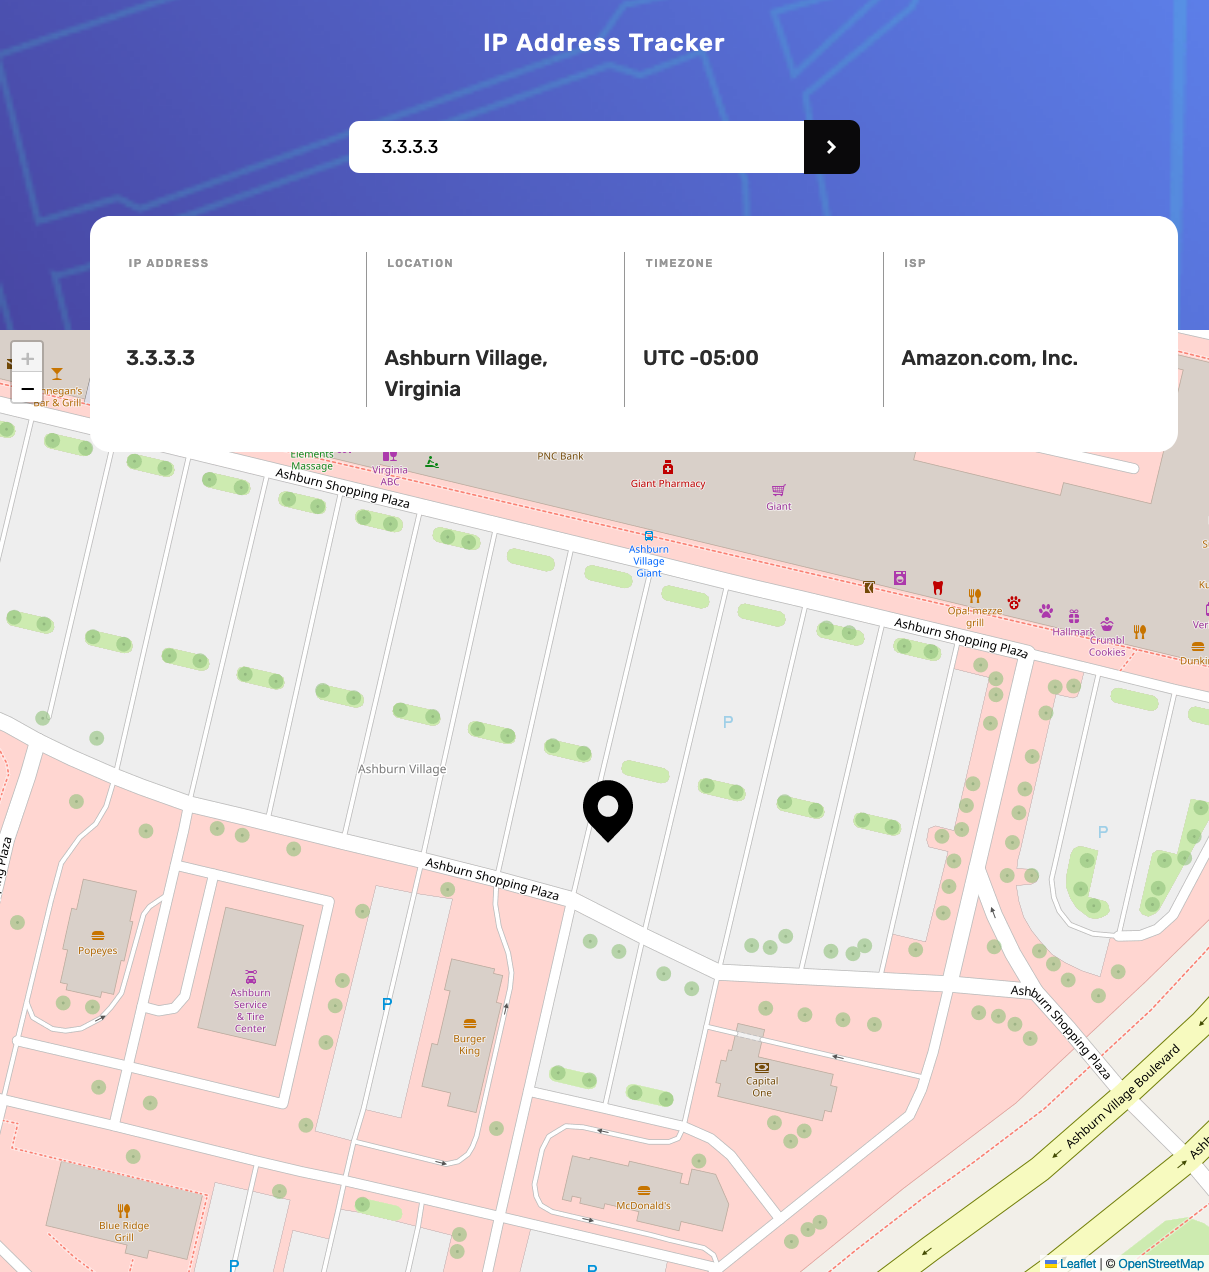 IP Address Tracker
3.3.3.3
IP ADDRESS
LOCATION
TIMEZONE
ISP
3.3.3.3
Ashburn Village,
Virginia
UTC -05:00
Amazon.com, Inc.
+
−
Bar & Grill
Elements
Massage
Virginia
ABC
PNC Bank
Giant Pharmacy
Giant
Ashburn Shopping Plaza
Ashburn
Village
Giant
Opal mezze
grill
Hallmark
Crumbl
Cookies
Ashburn Shopping Plaza
P
Ashburn Village
P
Ashburn Shopping Plaza
Popeyes
Ashburn
Service
& Tire
Center
P
Burger
King
Capital
One
Ashburn Shopping Plaza
Ashburn Village Boulevard
McDonald's
Blue Ridge
Grill
P
P
Leaflet | © OpenStreetMap